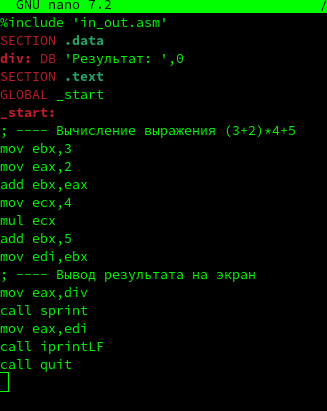 GNU nano 7.2 /
%include 'in_out.asm'
SECTION .data
div: DB 'Результат: ',0
SECTION .text
GLOBAL _start
_start:
; ---- Вычисление выражения (3+2)*4+5
mov ebx,3
mov eax,2
add ebx,eax
mov ecx,4
mul ecx
add ebx,5
mov edi,ebx
; ---- Вывод результата на экран
mov eax,div
call sprint
mov eax,edi
call iprintLF
call quit